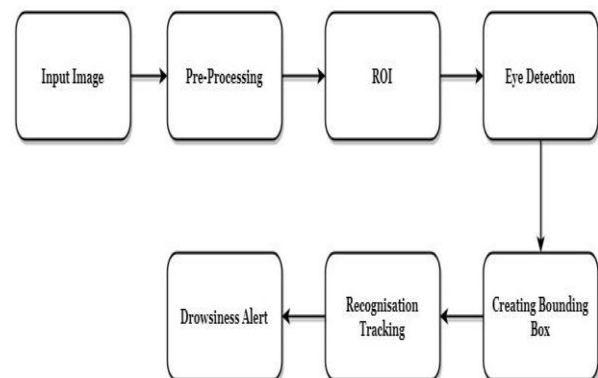 Input Image
Pre-Processing
ROI
Eye Detection
Creating Bounding
Box
Recognisation
Tracking
Drowsiness Alert